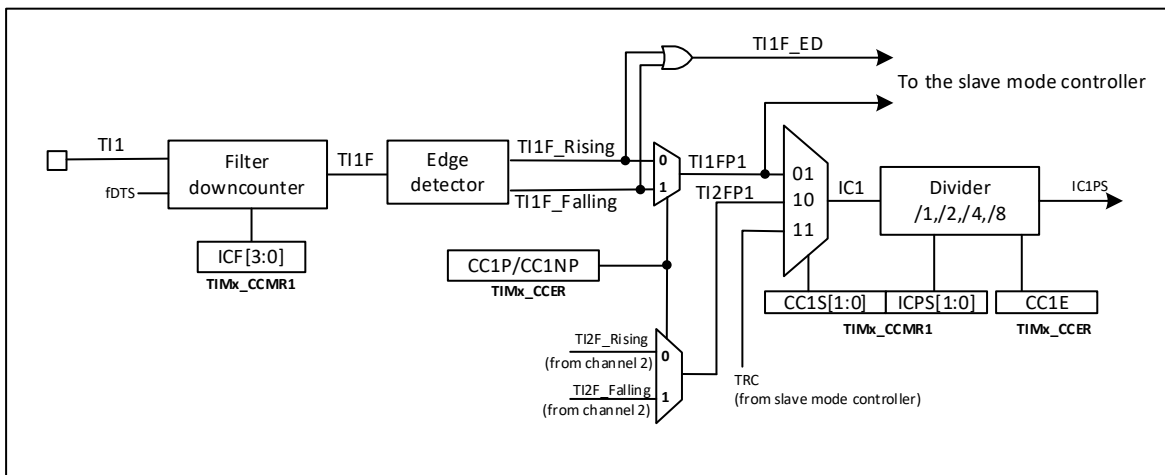 TI1F_ED
To the slave mode controller
TI1
Filter
downcounter
fDTS
TI1F
Edge
detector
TI1F_Rising
TI1F_Falling
0
1
TI1FP1
TI2FP1
01
10
11
IC1
Divider
/1,/2,/4,/8
IC1PS
ICF[3:0]
TIMx_CCMR1
CC1P/CC1NP
TIMx_CCER
CC1S[1:0]
ICPS[1:0]
TIMx_CCMR1
CC1E
TIMx_CCER
TI2F_Rising
(from channel 2)
TI2F_Falling
(from channel 2)
0
1
TRC
(from slave mode controller)